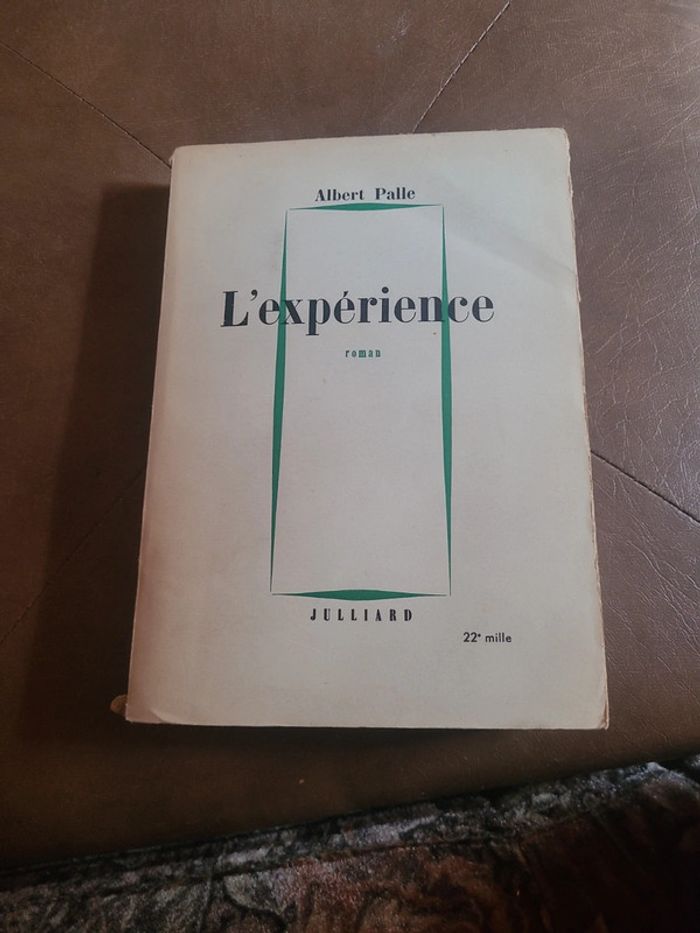 Albert Palle
L'expérience
roman
JULLIARD
22e mille